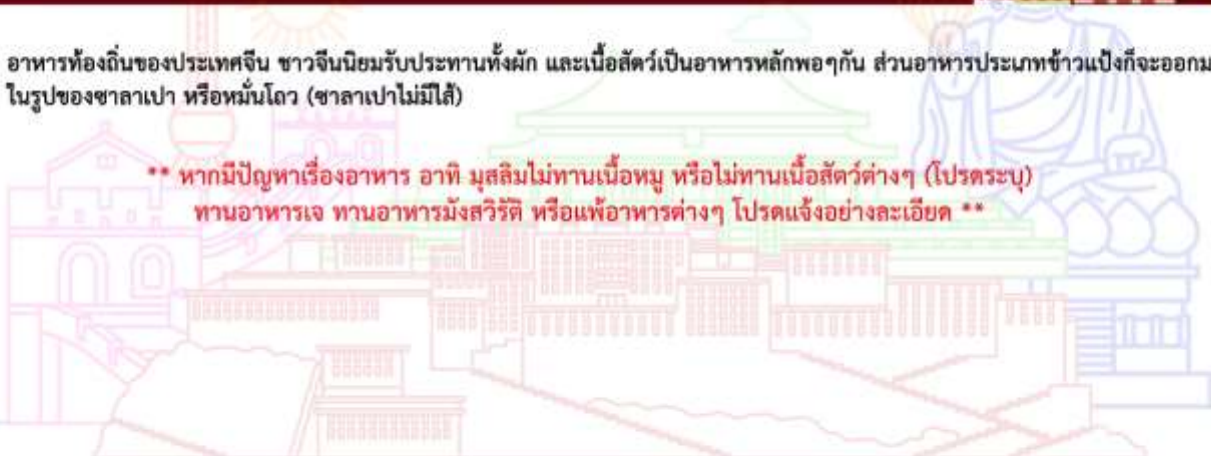 อาหารท้องถิ่นของประเทศจีน ชาวจีนนิยมรับประทานทั้งผัก และเนื้อสัตว์เป็นอาหารหลักพอๆกัน ส่วนอาหารประเภทข้าวแป้งก็จะออกม
ในรูปของซาลาเปา หรือหมั่นโถว (ซาลาเปาไม่มีไส้)
** หากมีปัญหาเรื่องอาหาร อาทิ มุสลิมไม่ทานเนื้อหมู หรือไม่ทานเนื้อสัตว์ต่างๆ (โปรดระบุ)
ทานอาหารเจ ทานอาหารมังสวิรัติ หรือแพ้อาหารต่างๆ โปรดแจ้งอย่างละเอียด **